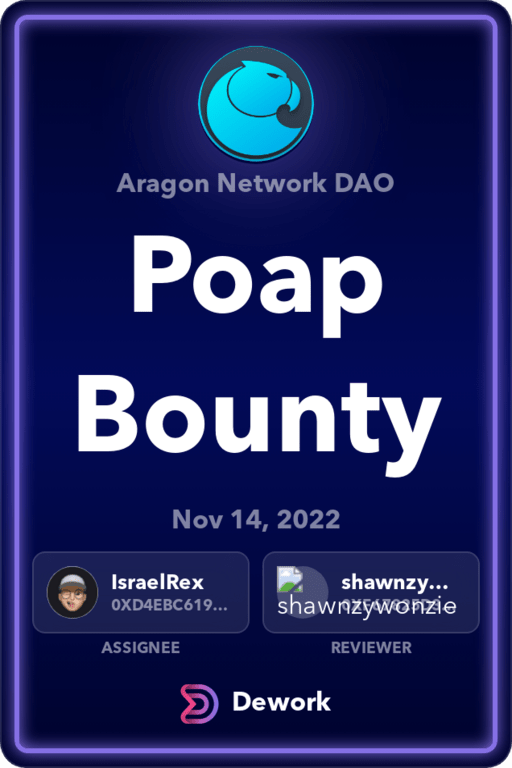 Aragon Network DAO
Poap
Bounty
Nov 14, 2022
IsraelRex
0XD4EBC619...
ASSIGNEE
shawnzy...
shawnzywonzie
REVIEWER
Dework